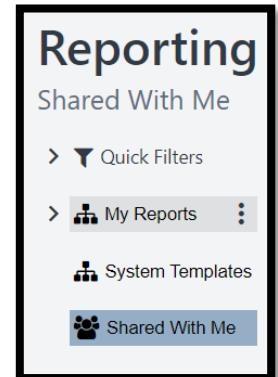 Reporting
Shared With Me
Quick Filters
My Reports
System Templates
Shared With Me